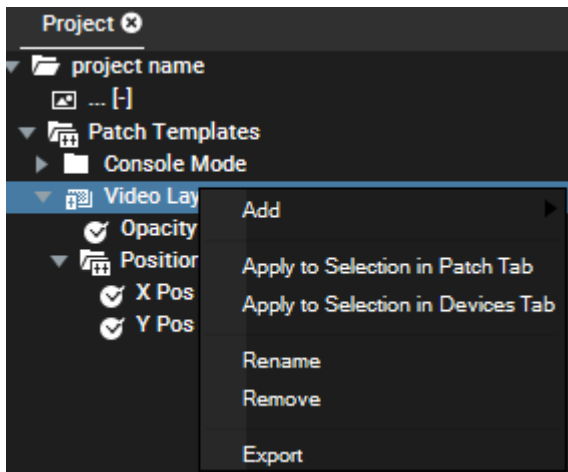 Project
project name
... [-]
Patch Templates
Console Mode
Video Lay
Add
Opacity
Position
Apply to Selection in Patch Tab
X Pos
Apply to Selection in Devices Tab
Y Pos
Rename
Remove
Export